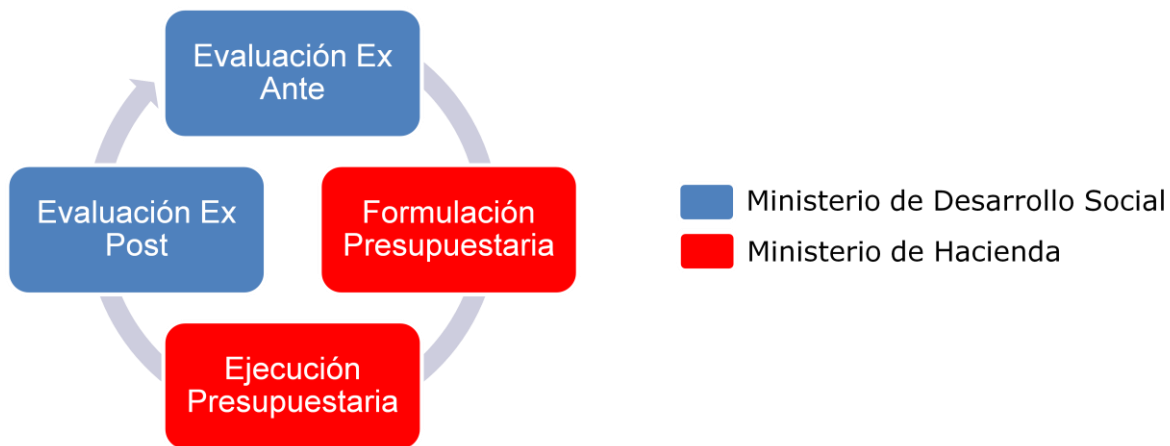 Evaluación Ex
Ante
Evaluación Ex
Post
Formulación
Presupuestaria
Ejecución
Presupuestaria
Ministerio de Desarrollo Social
Ministerio de Hacienda